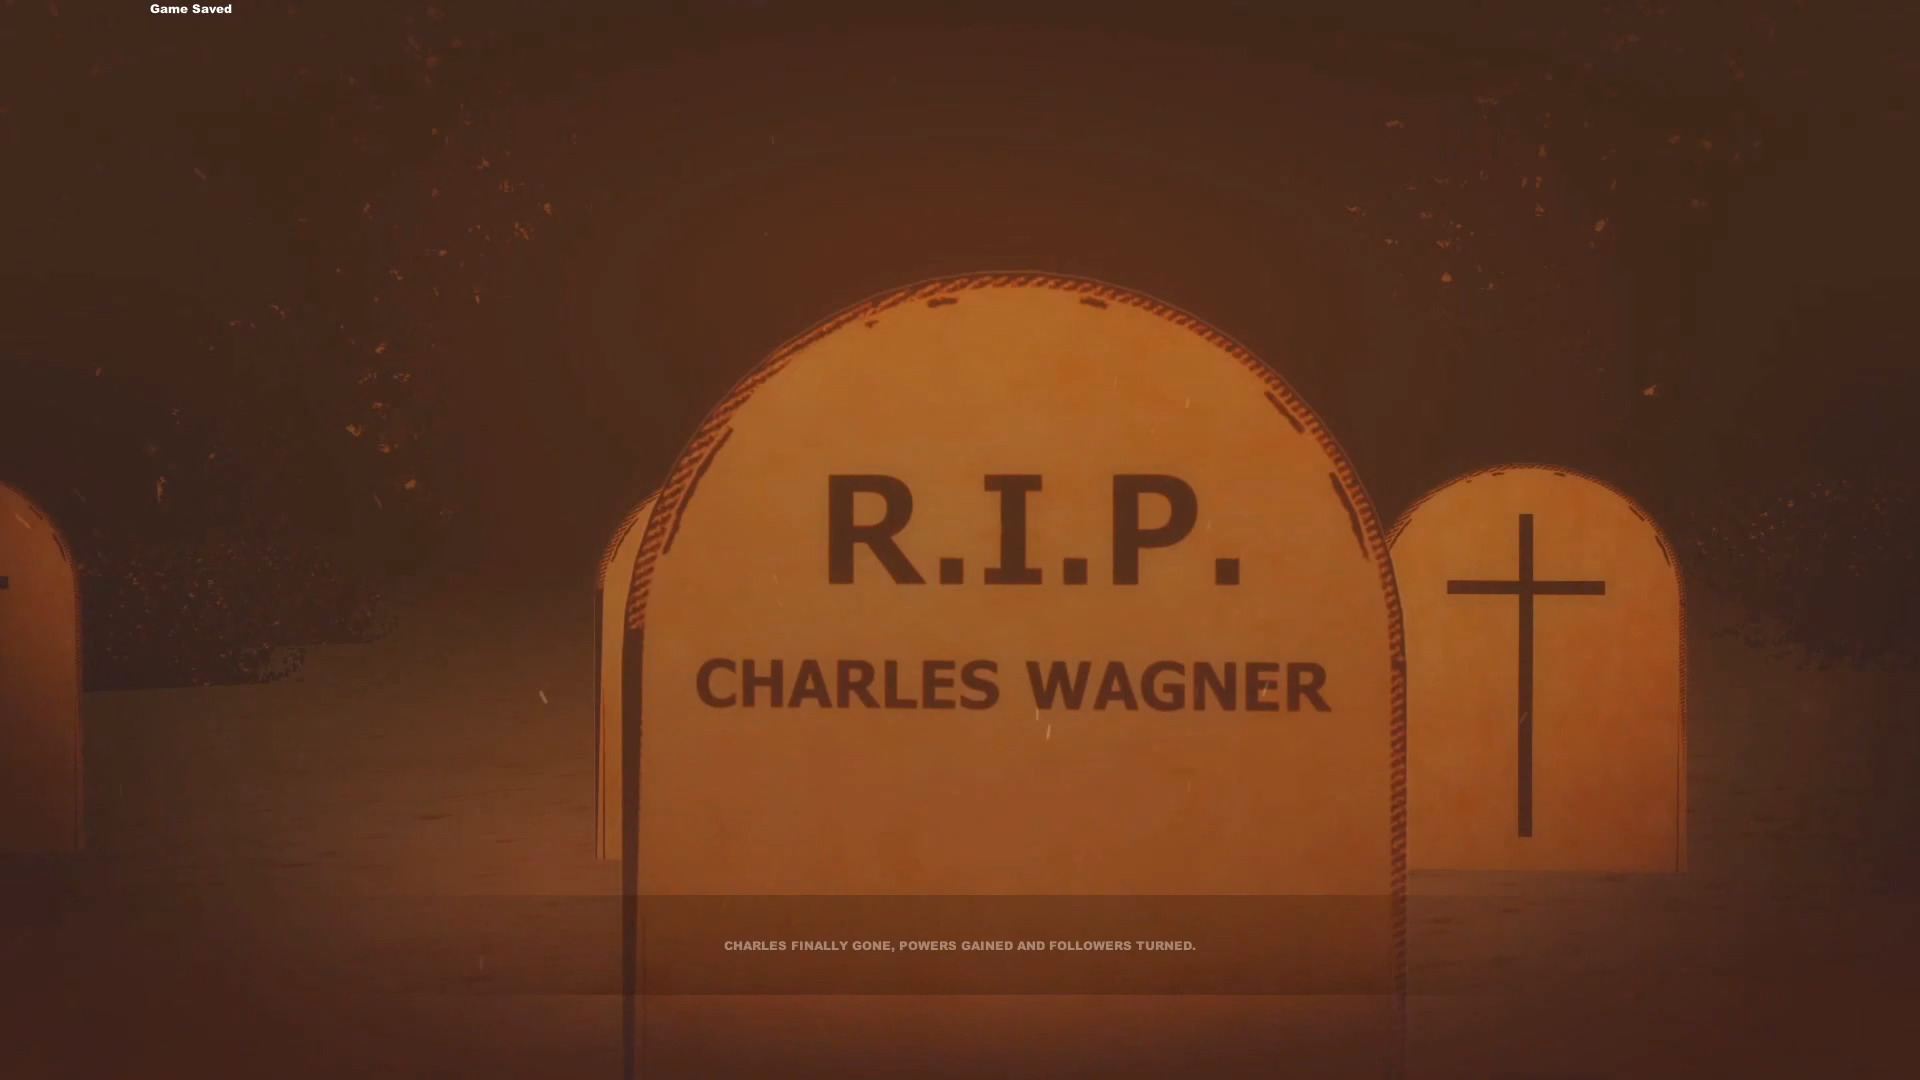 Game Saved
R.I.P.
CHARLES WAGNER
CHARLES FINALLY GONE, POWERS GAINED AND FOLLOWERS TURNED.